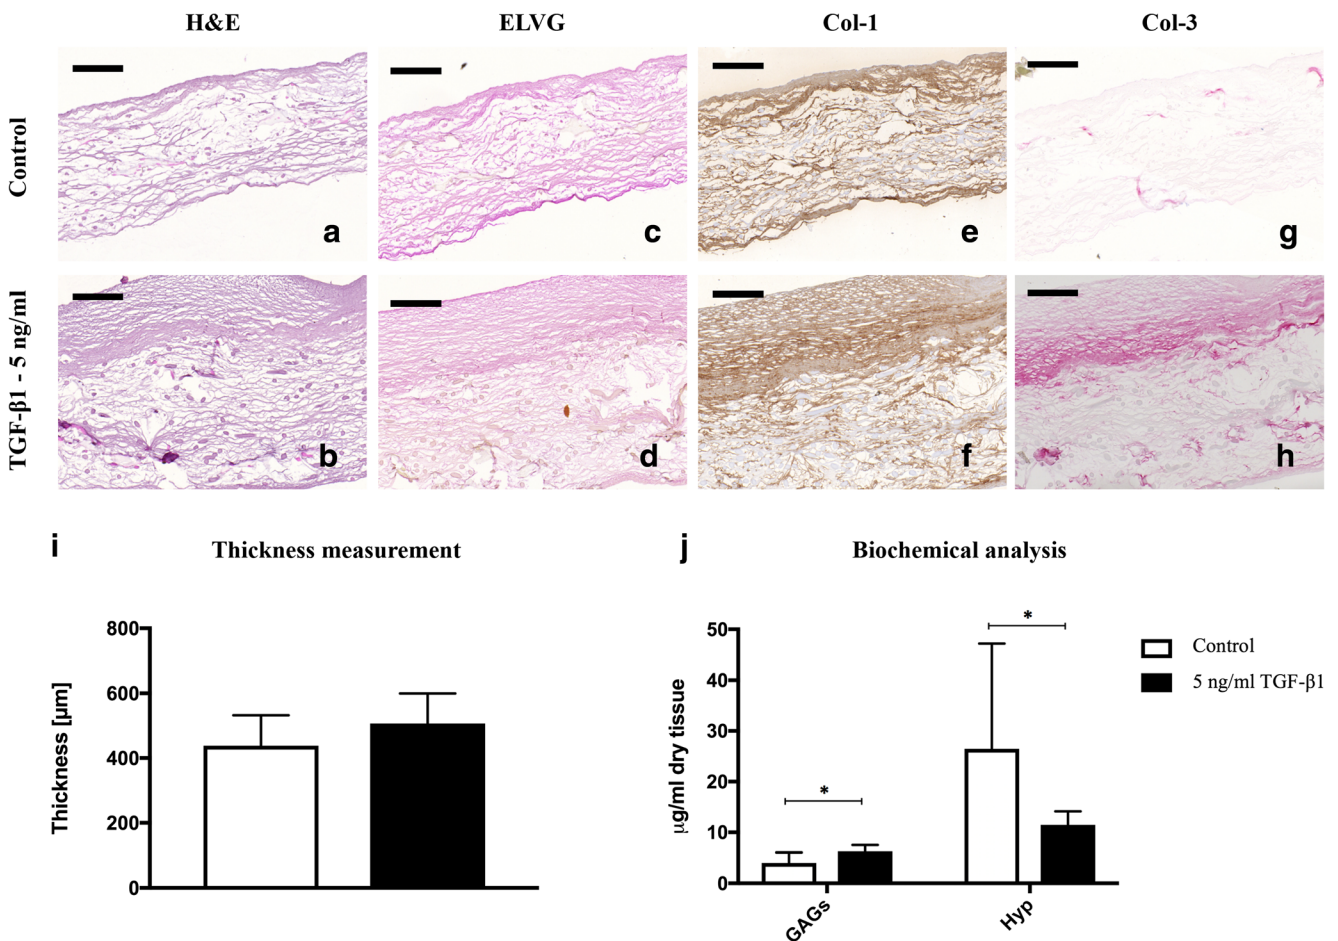 H&E ELVG Col-1 Col-3
Control
a c e g
TGF-β1 - 5 ng/ml
b d f h
i Thickness measurement
j Biochemical analysis
Thickness [µm]
800
600
400
200
0
µg/ml dry tissue
50
40
30
20
10
0
*
*
GAGs Hyp
Control
5 ng/ml TGF-β1